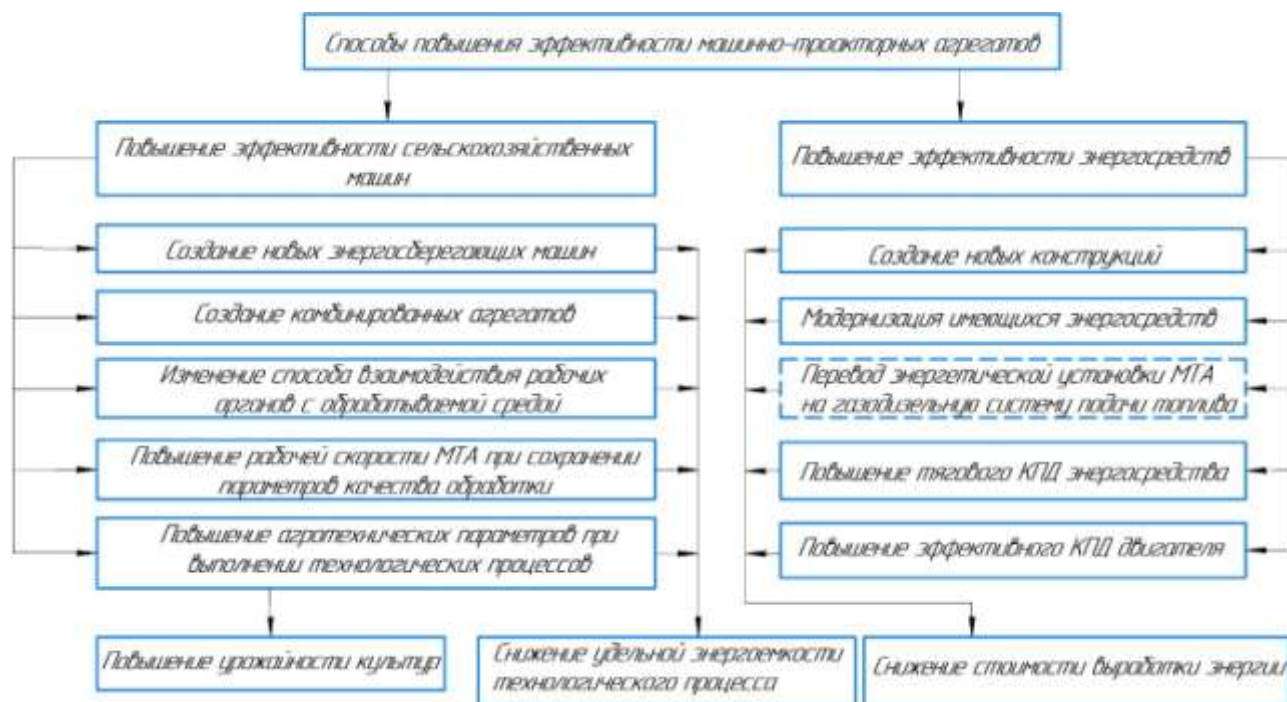 Способы повышения эффективности машинно-троакторных агрегатов
Повышение эффективности сельскохозяйственных
машин
Повышение эффективности энергосредств
Создание новых энергосберегающих машин
Создание новых конструкций
Создание комбинированных агрегатов
Модернизация имеющихся энергосредств
Изменение способа взаимодействия рабочих
органов с обрабатываемой средой
Перевод энергетической установки МТА
на газодизельную систему подачи топлива
Повышение рабочей скорости МТА при сохранении
параметров качества обработки
Повышение тягового КПД энергосредства
Повышение агротехнических параметров при
выполнении технологических процессов
Повышение эффективного КПД двигателя
Повышение урожайности культур
Снижение удельной энергоемкости
технологического процесса
Снижение стоимости выработки энергии